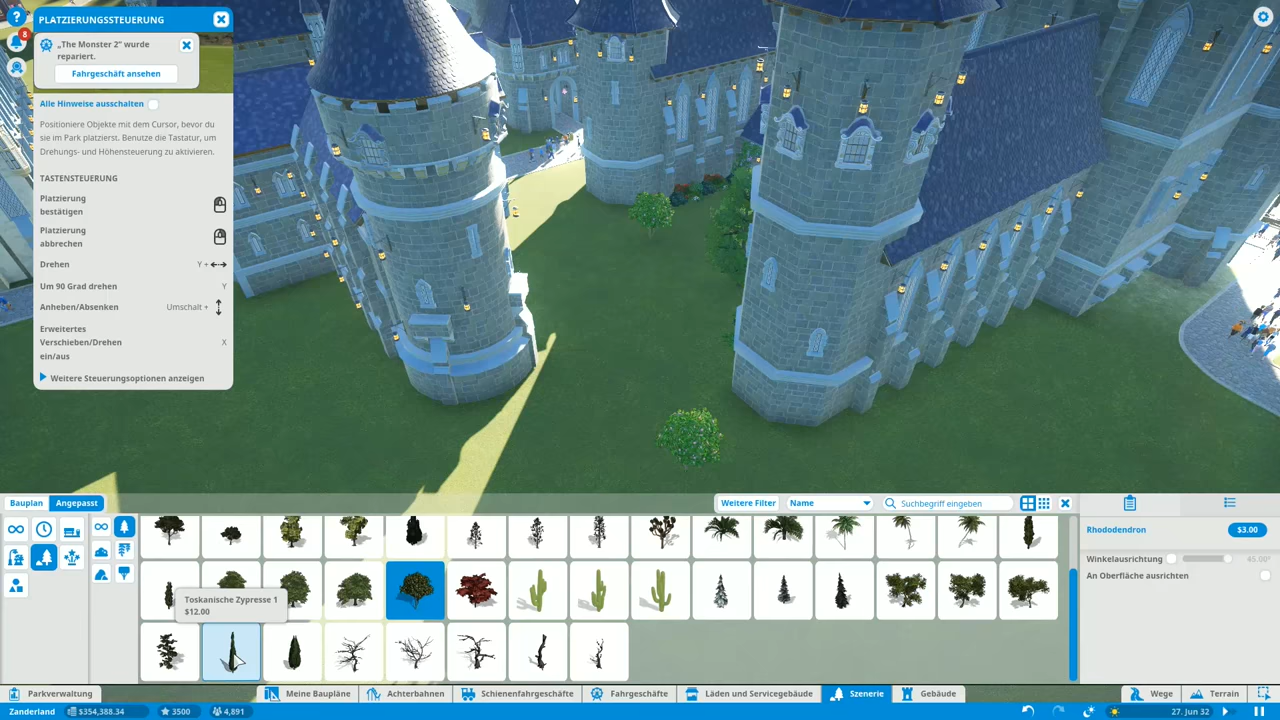 PLATZIERUNGSSTEUERUNG
8
„The Monster 2" wurde
repariert.
Fahrgeschäft ansehen
Alle Hinweise ausschalten
Positioniere Objekte mit dem Cursor, bevor du
sie im Park platzierst. Benutze die Tastatur, um
Drehungs- und Höhensteuerung zu aktivieren.
TASTENSTEUERUNG
Platzierung
bestätigen
Platzierung
abbrechen
Drehen Y +
Um 90 Grad drehen Y
Anheben/Absenken Umschalt +
Erweitertes
Verschieben/Drehen X
ein/aus
Weitere Steuerungsoptionen anzeigen
Bauplan Angepasst Weitere Filter Name Suchbegriff eingeben
Rhododendron $3.00
Winkelausrichtung 45.00°
An Oberfläche ausrichten
Toskanische Zypresse 1
$12.00
Parkverwaltung Meine Baupläne Achterbahnen Schienenfahrgeschäfte Fahrgeschäfte Läden und Servicegebäude Szenerie Gebäude Wege Terrain
Zanderland $354,388.34 3500 4,891 27. Jun 32